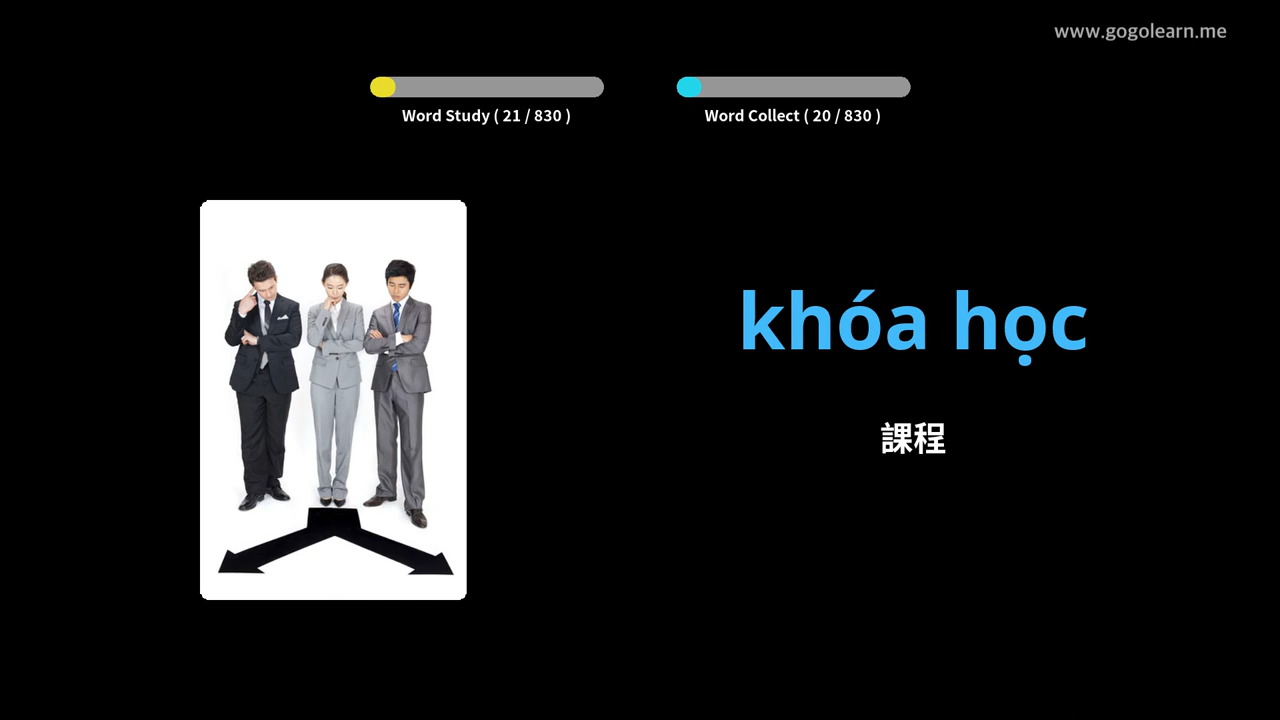 www.gogolearn.me
Word Study ( 21 / 830 )
Word Collect ( 20 / 830 )
khóa học
課程